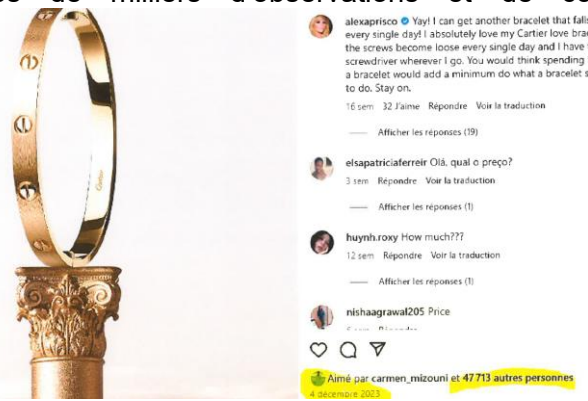 de milliers d'observations et de
Cartier
alexaprisco Yay! I can get another bracelet that falls
every single day! I absolutely love my Cartier love
the screws become loose every single day and I have
screwdriver wherever I go. You would think spending
a bracelet would add a minimum do what a bracelet
to do. Stay on.
16 sem 32 J'aime Répondre Voir la traduction
Afficher les réponses (19)
elsapatriciaferreir Olá, qual o preço?
3 sem Répondre Voir la traduction
Afficher les réponses (1)
huynh.roxy How much???
12 sem Répondre Voir la traduction
Afficher les réponses (1)
nishaagrawal205 Price
Aimé par carmen_mizouni et 47 713 autres personnes
4 décembre 2023